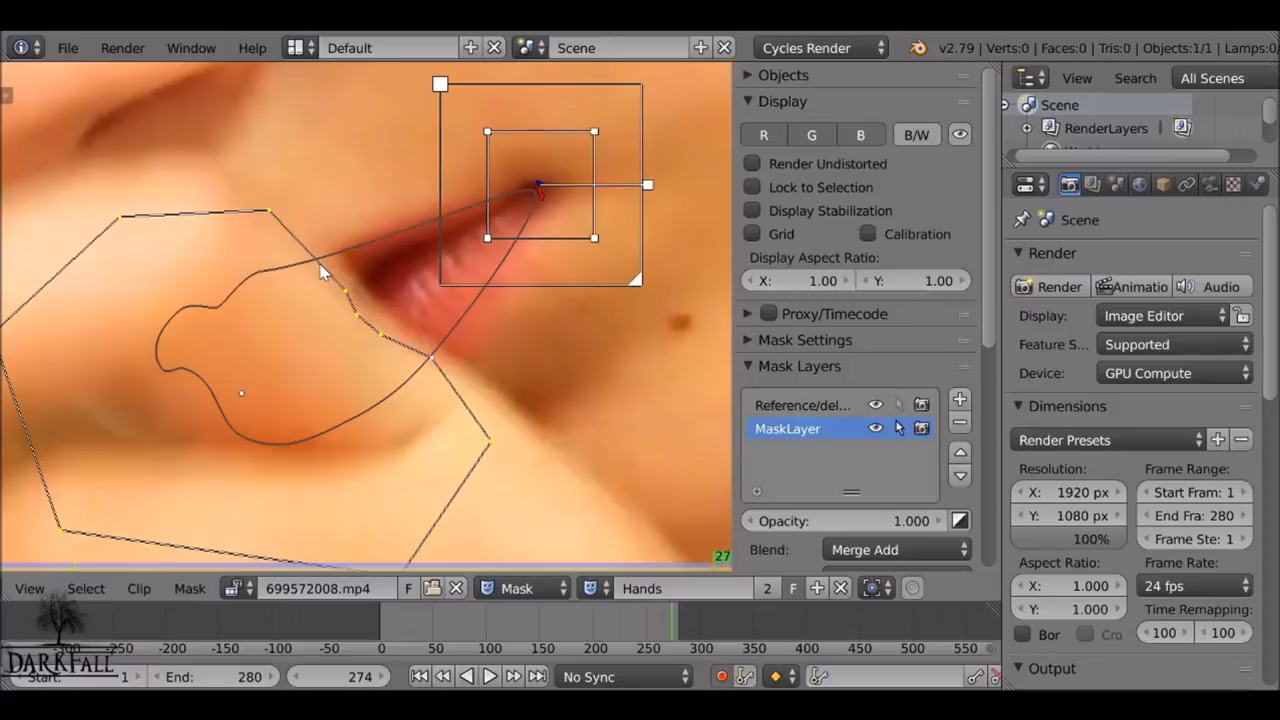 File Render Window Help Default Scene Cycles Render v2.79 | Verts:0 | Faces:0 | Tris:0 | Objects:1/1 | Lamps:0/
Objects
View Search All Scenes
Display
Scene
R G B B/W
RenderLayers
Render Undistorted
Lock to Selection
Display Stabilization
Scene
Grid Calibration
Render
Display Aspect Ratio:
X: 1.00 Y: 1.00
Render Animatio Audio
Proxy/Timecode
Display: Image Editor
Mask Settings
Feature S... Supported
Mask Layers
Device: GPU Compute
Reference/del...
Dimensions
MaskLayer
Render Presets
Resolution: Frame Range:
X: 1920 px Start Fram: 1
Opacity: 1.000
Y: 1080 px End Fra: 280
100% Frame Ste: 1
Blend: Merge Add
27
Aspect Ratio: Frame Rate:
X: 1.000 24 fps
View Select Clip Mask 699572008.mp4 F Mask Hands 2 F
Y: 1.000 Time Remapping:
Bor Cro 100 100
-300 -250 -200 -150 -100 -50 0 50 100 150 200 250 300 350 400 450 500 550
DARKFALL
Output
Start: 1 End: 280 274 No Sync